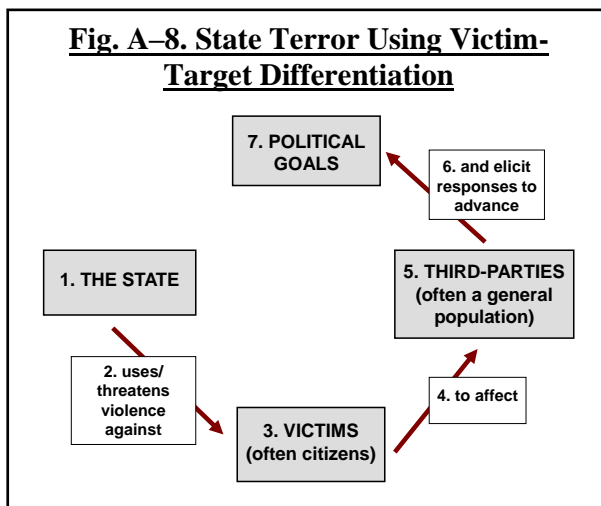 Fig. A–8. State Terror Using Victim-
Target Differentiation
7. POLITICAL
GOALS
6. and elicit
responses to
advance
1. THE STATE
5. THIRD-PARTIES
(often a general
population)
2. uses/
threatens
violence
against
4. to affect
3. VICTIMS
(often citizens)